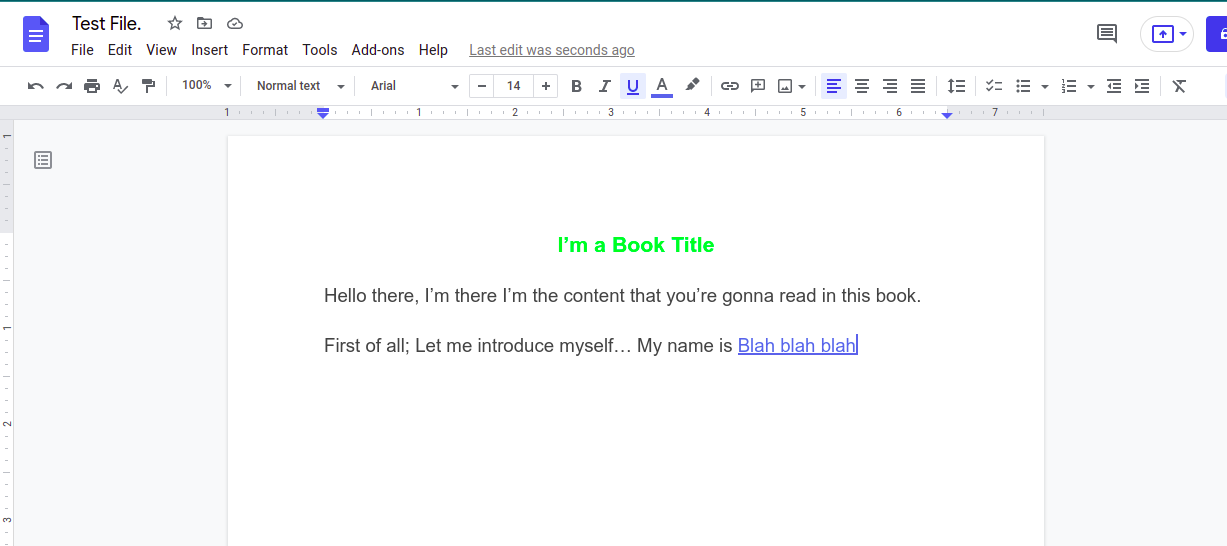 Test File.
File Edit View Insert Format Tools Add-ons Help Last edit was seconds ago
100% Normal text Arial 14 B I U A
1 1 2 3 4 5 6 7
1
I’m a Book Title
Hello there, I’m there I’m the content that you’re gonna read in this book.
1
First of all; Let me introduce myself… My name is Blah blah blah
2
3